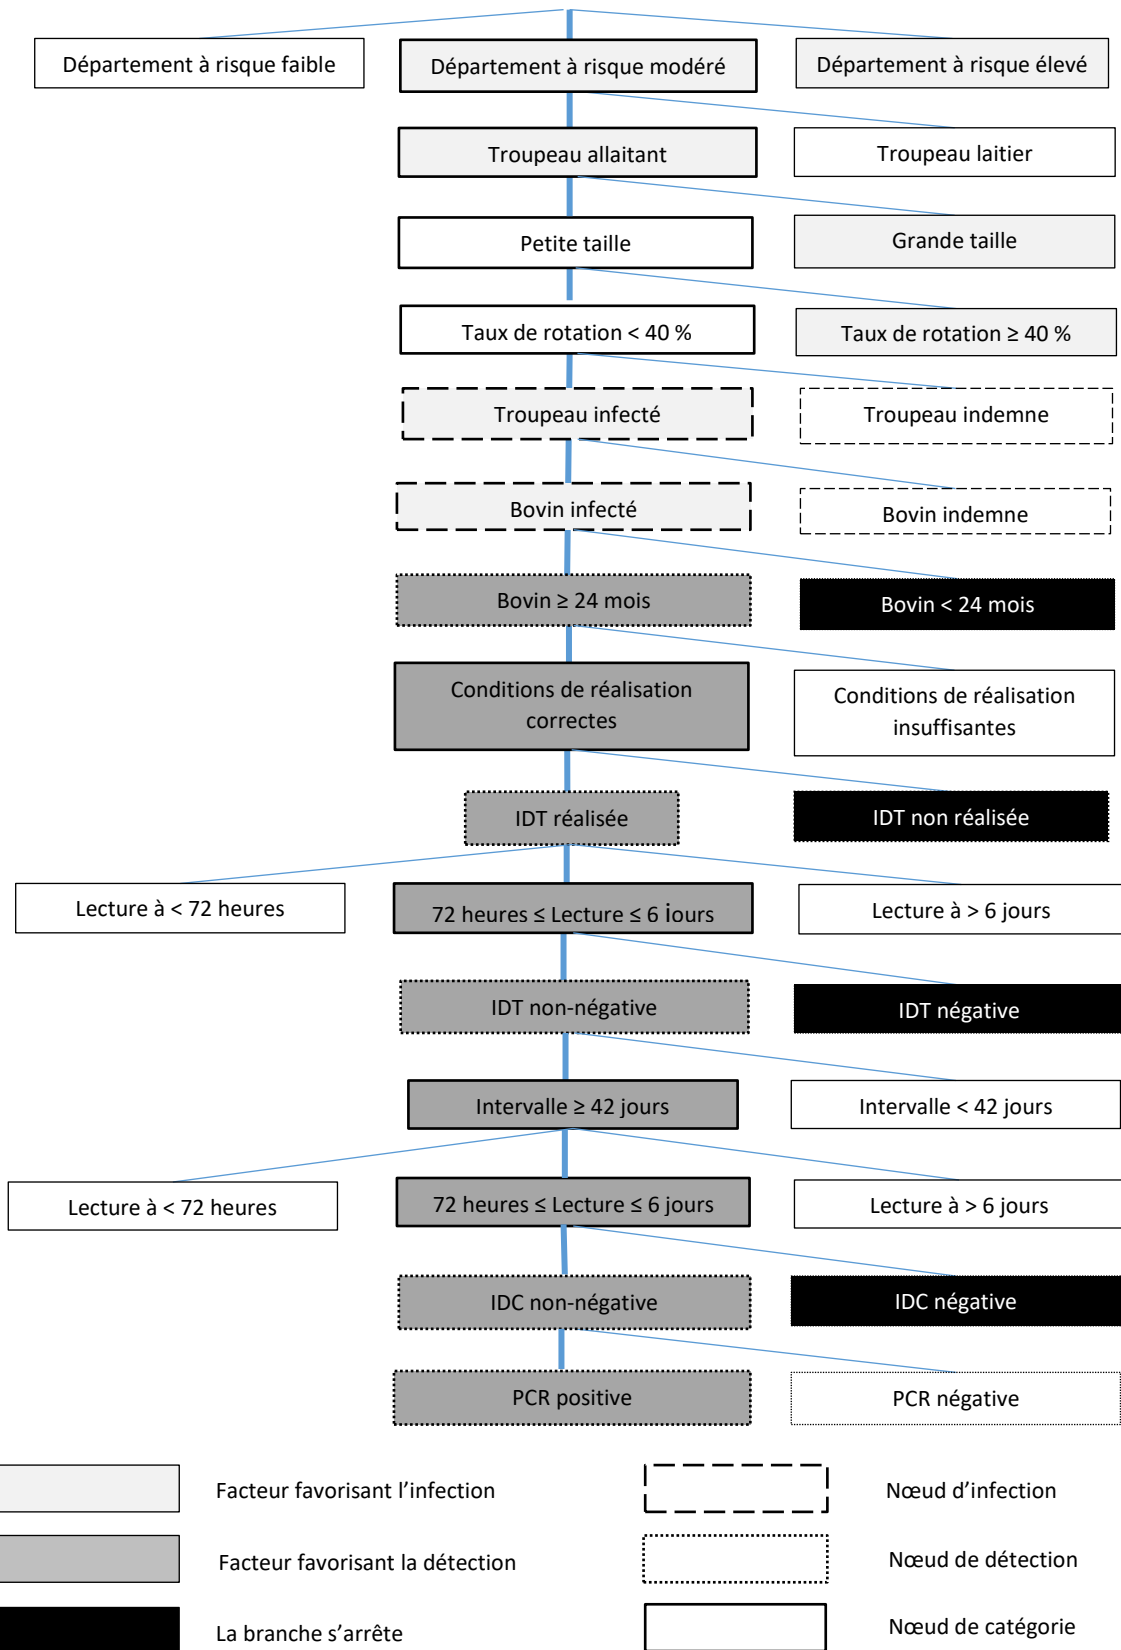 Département à risque faible
Département à risque modéré
Département à risque élevé
Troupeau allaitant
Troupeau laitier
Petite taille
Grande taille
Taux de rotation < 40 %
Taux de rotation ≥ 40 %
Troupeau infecté
Troupeau indemne
Bovin infecté
Bovin indemne
Bovin ≥ 24 mois
Bovin < 24 mois
Conditions de réalisation
correctes
Conditions de réalisation
insuffisantes
IDT réalisée
IDT non réalisée
Lecture à < 72 heures
72 heures ≤ Lecture ≤ 6 jours
Lecture à > 6 jours
IDT non-négative
IDT négative
Intervalle ≥ 42 jours
Intervalle < 42 jours
Lecture à < 72 heures
72 heures ≤ Lecture ≤ 6 jours
Lecture à > 6 jours
IDC non-négative
IDC négative
PCR positive
PCR négative
Facteur favorisant l’infection
Nœud d’infection
Facteur favorisant la détection
Nœud de détection
La branche s’arrête
Nœud de catégorie